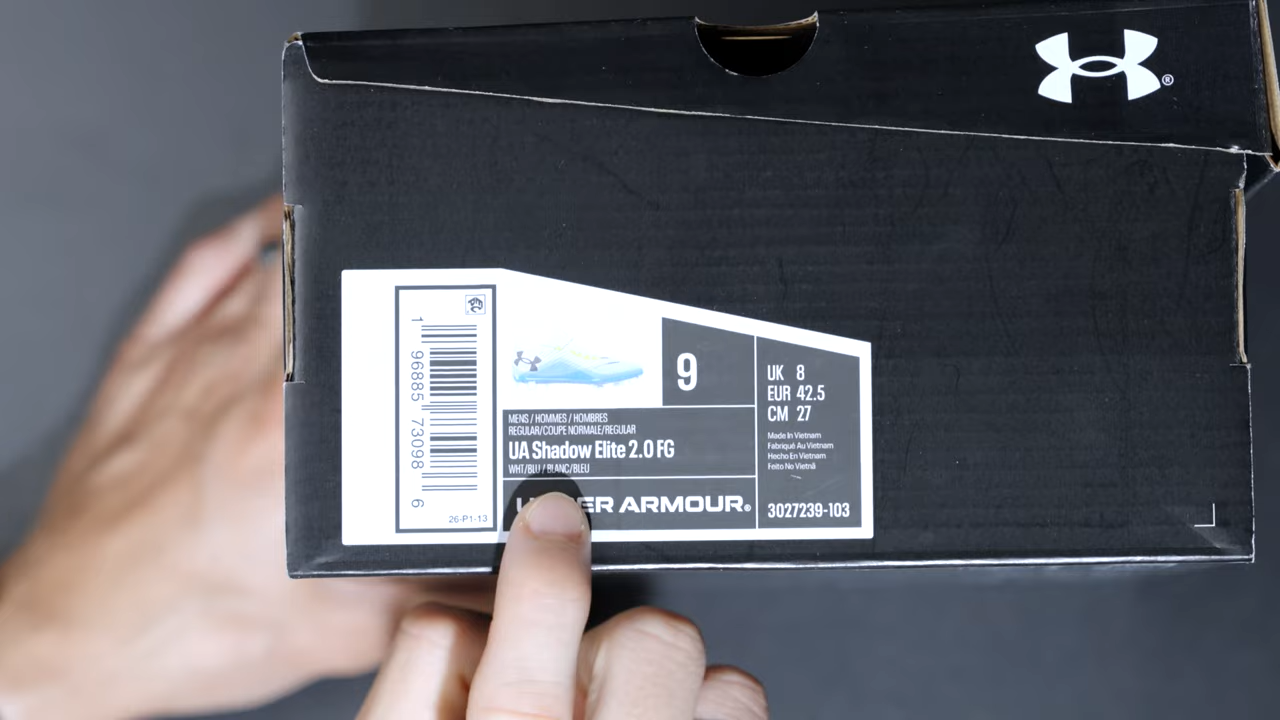 ®
1 96885 73098 6
26-P1-13
9
MENS / HOMMES / HOMBRES
REGULAR/COUPE NORMALE/REGULAR
UA Shadow Elite 2.0 FG
WHT/BLU / BLANC/BLEU
UNDER ARMOUR®
UK 8
EUR 42.5
CM 27
Made In Vietnam
Fabriqué Au Vietnam
Hecho En Vietnam
Feito No Vietnã
3027239-103